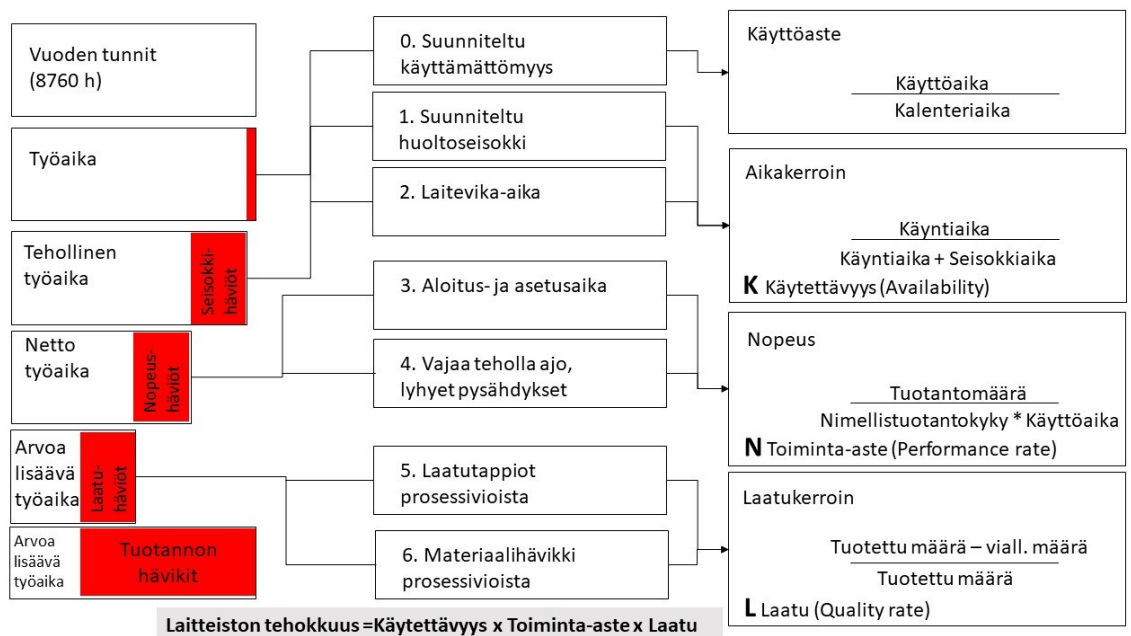 Vuoden tunnit
(8760 h)
Työaika
Tehollinen
työaika
Seisokki-
häviöt
Netto
työaika
Nopeus-
häviöt
Arvoa
lisäävä
työaika
Laatu-
häviöt
Arvoa
lisäävä
työaika
Tuotannon
hävikit
0. Suunniteltu
käyttämättömyys
1. Suunniteltu
huoltoseisokki
2. Laitevika-aika
3. Aloitus- ja asetusaika
4. Vajaa teholla ajo,
lyhyet pysähdykset
5. Laatutappiot
prosessivioista
6. Materiaalihävikki
prosessivioista
Käyttöaste
Käyttöaika
Kalenteriaika
Aikakerroin
Käyntiaika
Käyntiaika + Seisokkiaika
K Käytettävyys (Availability)
Nopeus
Tuotantomäärä
Nimellistuotantokyky * Käyttöaika
N Toiminta-aste (Performance rate)
Laatukerroin
Tuotettu määrä – viall. määrä
Tuotettu määrä
L Laatu (Quality rate)
Laitteiston tehokkuus =Käytettävyys x Toiminta-aste x Laatu